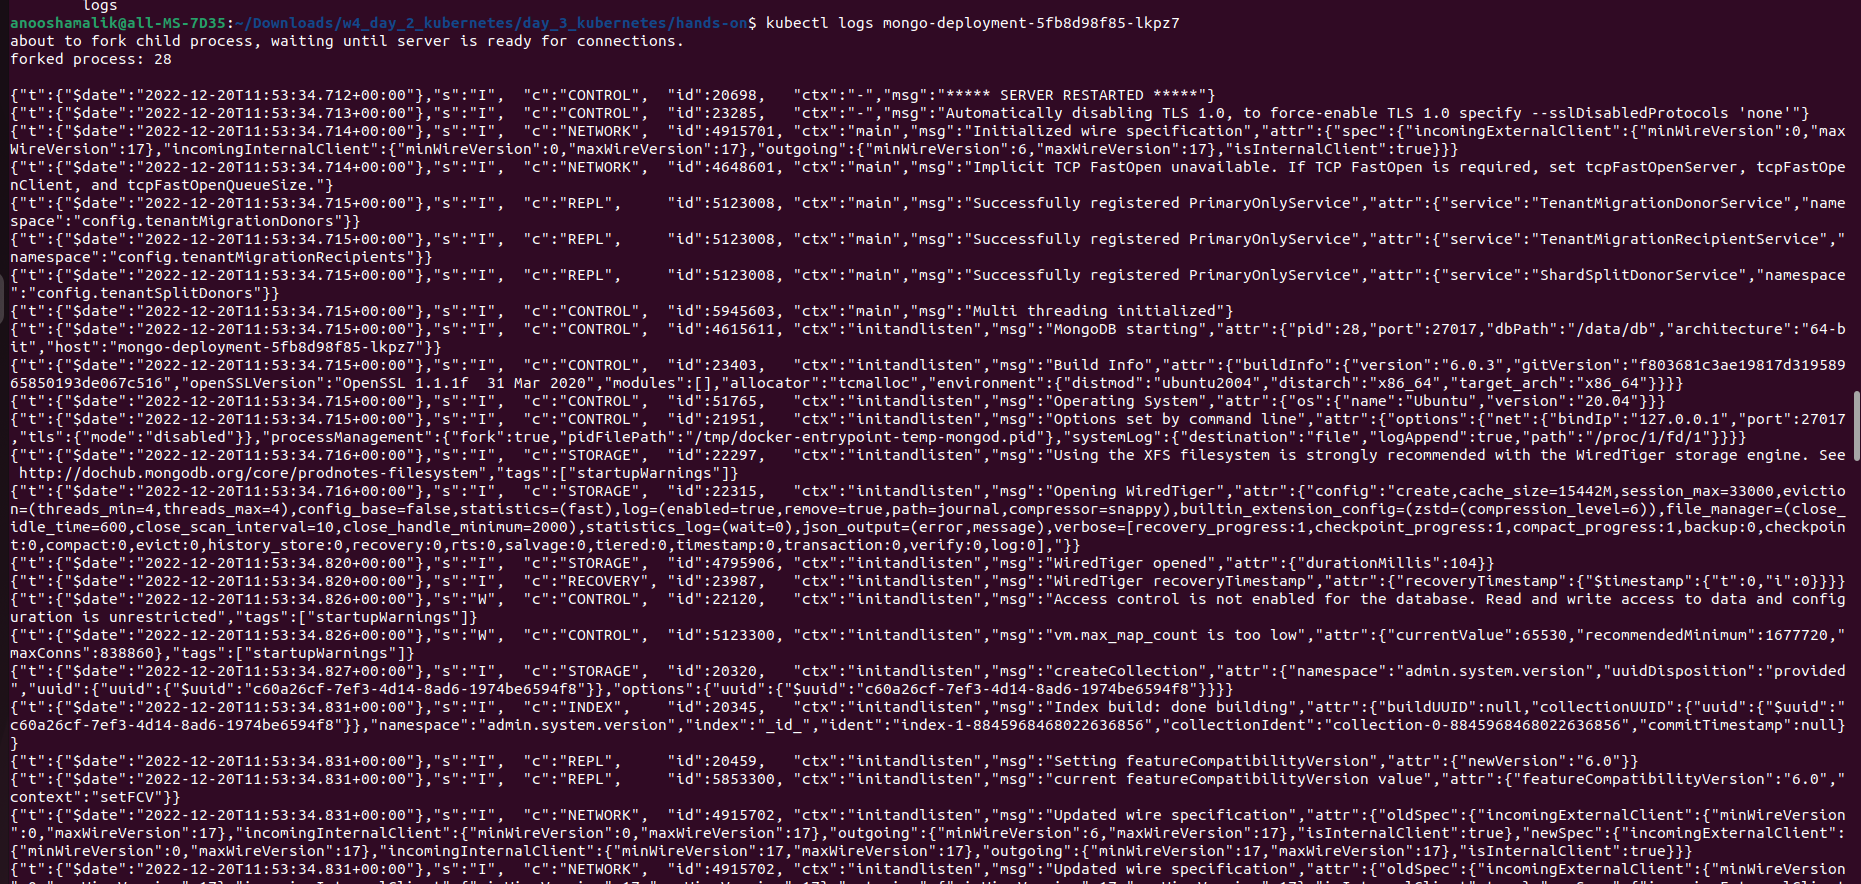 logs
anooshamalik@all-MS-7D35:~/Downloads/w4_day_2_kubernetes/day_3_kubernetes/hands-on$ kubectl logs mongo-deployment-5fb8d98f85-lkpz7
about to fork child process, waiting until server is ready for connections.
forked process: 28
{"t":{"$date":"2022-12-20T11:53:34.712+00:00"},"s":"I",  "c":"CONTROL",  "id":20698,   "ctx":"-","msg":"***** SERVER RESTARTED *****"}
{"t":{"$date":"2022-12-20T11:53:34.713+00:00"},"s":"I",  "c":"CONTROL",  "id":23285,   "ctx":"-","msg":"Automatically disabling TLS 1.0, to force-enable TLS 1.0 specify --sslDisabledProtocols 'none'"}
{"t":{"$date":"2022-12-20T11:53:34.714+00:00"},"s":"I",  "c":"NETWORK",  "id":4915701, "ctx":"main","msg":"Initialized wire specification","attr":{"spec":{"incomingExternalClient":{"minWireVersion":0,"max
WireVersion":17},"incomingInternalClient":{"minWireVersion":0,"maxWireVersion":17},"outgoing":{"minWireVersion":6,"maxWireVersion":17},"isInternalClient":true}}}
{"t":{"$date":"2022-12-20T11:53:34.714+00:00"},"s":"I",  "c":"NETWORK",  "id":4648601, "ctx":"main","msg":"Implicit TCP FastOpen unavailable. If TCP FastOpen is required, set tcpFastOpenServer, tcpFastOpe
nClient, and tcpFastOpenQueueSize."}
{"t":{"$date":"2022-12-20T11:53:34.715+00:00"},"s":"I",  "c":"REPL",     "id":5123008, "ctx":"main","msg":"Successfully registered PrimaryOnlyService","attr":{"service":"TenantMigrationDonorService","name
space":"config.tenantMigrationDonors"}}
{"t":{"$date":"2022-12-20T11:53:34.715+00:00"},"s":"I",  "c":"REPL",     "id":5123008, "ctx":"main","msg":"Successfully registered PrimaryOnlyService","attr":{"service":"TenantMigrationRecipientService","
namespace":"config.tenantMigrationRecipients"}}
{"t":{"$date":"2022-12-20T11:53:34.715+00:00"},"s":"I",  "c":"REPL",     "id":5123008, "ctx":"main","msg":"Successfully registered PrimaryOnlyService","attr":{"service":"ShardSplitDonorService","namespace
":"config.tenantSplitDonors"}}
{"t":{"$date":"2022-12-20T11:53:34.715+00:00"},"s":"I",  "c":"CONTROL",  "id":5945603, "ctx":"main","msg":"Multi threading initialized"}
{"t":{"$date":"2022-12-20T11:53:34.715+00:00"},"s":"I",  "c":"CONTROL",  "id":4615611, "ctx":"initandlisten","msg":"MongoDB starting","attr":{"pid":28,"port":27017,"dbPath":"/data/db","architecture":"64-b
it","host":"mongo-deployment-5fb8d98f85-lkpz7"}}
{"t":{"$date":"2022-12-20T11:53:34.715+00:00"},"s":"I",  "c":"CONTROL",  "id":23403,   "ctx":"initandlisten","msg":"Build Info","attr":{"buildInfo":{"version":"6.0.3","gitVersion":"f803681c3ae19817d319589
65850193de067c516","openSSLVersion":"OpenSSL 1.1.1f  31 Mar 2020","modules":[],"allocator":"tcmalloc","environment":{"distmod":"ubuntu2004","distarch":"x86_64","target_arch":"x86_64"}}}}
{"t":{"$date":"2022-12-20T11:53:34.715+00:00"},"s":"I",  "c":"CONTROL",  "id":51765,   "ctx":"initandlisten","msg":"Operating System","attr":{"os":{"name":"Ubuntu","version":"20.04"}}}
{"t":{"$date":"2022-12-20T11:53:34.715+00:00"},"s":"I",  "c":"CONTROL",  "id":21951,   "ctx":"initandlisten","msg":"Options set by command line","attr":{"options":{"net":{"bindIp":"127.0.0.1","port":27017
,"tls":{"mode":"disabled"}},"processManagement":{"fork":true,"pidFilePath":"/tmp/docker-entrypoint-temp-mongod.pid"},"systemLog":{"destination":"file","logAppend":true,"path":"/proc/1/fd/1"}}}}
{"t":{"$date":"2022-12-20T11:53:34.716+00:00"},"s":"I",  "c":"STORAGE",  "id":22297,   "ctx":"initandlisten","msg":"Using the XFS filesystem is strongly recommended with the WiredTiger storage engine. See
 http://dochub.mongodb.org/core/prodnotes-filesystem","tags":["startupWarnings"]}
{"t":{"$date":"2022-12-20T11:53:34.716+00:00"},"s":"I",  "c":"STORAGE",  "id":22315,   "ctx":"initandlisten","msg":"Opening WiredTiger","attr":{"config":"create,cache_size=15442M,session_max=33000,evictio
n=(threads_min=4,threads_max=4),config_base=false,statistics=(fast),log=(enabled=true,remove=true,path=journal,compressor=snappy),builtin_extension_config=(zstd=(compression_level=6)),file_manager=(close_
idle_time=600,close_scan_interval=10,close_handle_minimum=2000),statistics_log=(wait=0),json_output=(error,message),verbose=[recovery_progress:1,checkpoint_progress:1,compact_progress:1,backup:0,checkpoin
t:0,compact:0,evict:0,history_store:0,recovery:0,rts:0,salvage:0,tiered:0,timestamp:0,transaction:0,verify:0,log:0],"}}
{"t":{"$date":"2022-12-20T11:53:34.820+00:00"},"s":"I",  "c":"STORAGE",  "id":4795906, "ctx":"initandlisten","msg":"WiredTiger opened","attr":{"durationMillis":104}}
{"t":{"$date":"2022-12-20T11:53:34.820+00:00"},"s":"I",  "c":"RECOVERY", "id":23987,   "ctx":"initandlisten","msg":"WiredTiger recoveryTimestamp","attr":{"recoveryTimestamp":{"$timestamp":{"t":0,"i":0}}}}
{"t":{"$date":"2022-12-20T11:53:34.826+00:00"},"s":"W",  "c":"CONTROL",  "id":22120,   "ctx":"initandlisten","msg":"Access control is not enabled for the database. Read and write access to data and config
uration is unrestricted","tags":["startupWarnings"]}
{"t":{"$date":"2022-12-20T11:53:34.826+00:00"},"s":"W",  "c":"CONTROL",  "id":5123300, "ctx":"initandlisten","msg":"vm.max_map_count is too low","attr":{"currentValue":65530,"recommendedMinimum":1677720,"
maxConns":838860},"tags":["startupWarnings"]}
{"t":{"$date":"2022-12-20T11:53:34.827+00:00"},"s":"I",  "c":"STORAGE",  "id":20320,   "ctx":"initandlisten","msg":"createCollection","attr":{"namespace":"admin.system.version","uuidDisposition":"provided
","uuid":{"uuid":{"$uuid":"c60a26cf-7ef3-4d14-8ad6-1974be6594f8"}},"options":{"uuid":{"$uuid":"c60a26cf-7ef3-4d14-8ad6-1974be6594f8"}}}}
{"t":{"$date":"2022-12-20T11:53:34.831+00:00"},"s":"I",  "c":"INDEX",    "id":20345,   "ctx":"initandlisten","msg":"Index build: done building","attr":{"buildUUID":null,"collectionUUID":{"uuid":{"$uuid":"
c60a26cf-7ef3-4d14-8ad6-1974be6594f8"}},"namespace":"admin.system.version","index":"_id_","ident":"index-1-8845968468022636856","collectionIdent":"collection-0-8845968468022636856","commitTimestamp":null}
}
{"t":{"$date":"2022-12-20T11:53:34.831+00:00"},"s":"I",  "c":"REPL",     "id":20459,   "ctx":"initandlisten","msg":"Setting featureCompatibilityVersion","attr":{"newVersion":"6.0"}}
{"t":{"$date":"2022-12-20T11:53:34.831+00:00"},"s":"I",  "c":"REPL",     "id":5853300, "ctx":"initandlisten","msg":"current featureCompatibilityVersion value","attr":{"featureCompatibilityVersion":"6.0","
context":"setFCV"}}
{"t":{"$date":"2022-12-20T11:53:34.831+00:00"},"s":"I",  "c":"NETWORK",  "id":4915702, "ctx":"initandlisten","msg":"Updated wire specification","attr":{"oldSpec":{"incomingExternalClient":{"minWireVersion
":0,"maxWireVersion":17},"incomingInternalClient":{"minWireVersion":0,"maxWireVersion":17},"outgoing":{"minWireVersion":6,"maxWireVersion":17},"isInternalClient":true},"newSpec":{"incomingExternalClient":
{"minWireVersion":0,"maxWireVersion":17},"incomingInternalClient":{"minWireVersion":17,"maxWireVersion":17},"outgoing":{"minWireVersion":17,"maxWireVersion":17},"isInternalClient":true}}}
{"t":{"$date":"2022-12-20T11:53:34.831+00:00"},"s":"I",  "c":"NETWORK",  "id":4915702, "ctx":"initandlisten","msg":"Updated wire specification","attr":{"oldSpec":{"incomingExternalClient":{"minWireVersion